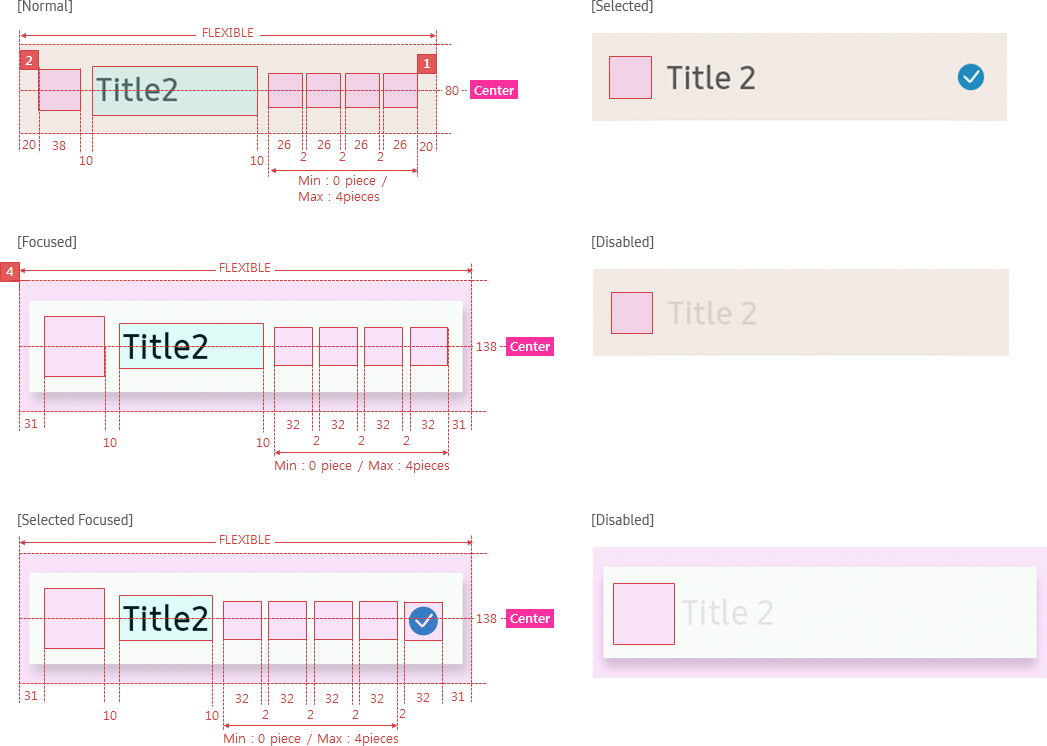 [Normal]
FLEXIBLE
2
1
Title2
80
Center
20
38
10
10
26
2
26
2
26
2
26
20
Min : 0 piece /
Max : 4pieces
[Selected]
Title 2
[Focused]
4
FLEXIBLE
Title2
138
Center
31
10
10
32
2
32
2
32
2
32
31
Min : 0 piece / Max : 4pieces
[Disabled]
Title 2
[Selected Focused]
FLEXIBLE
Title2
138
Center
31
10
10
32
2
32
2
32
2
32
2
32
31
Min : 0 piece / Max : 4pieces
[Disabled]
Title 2